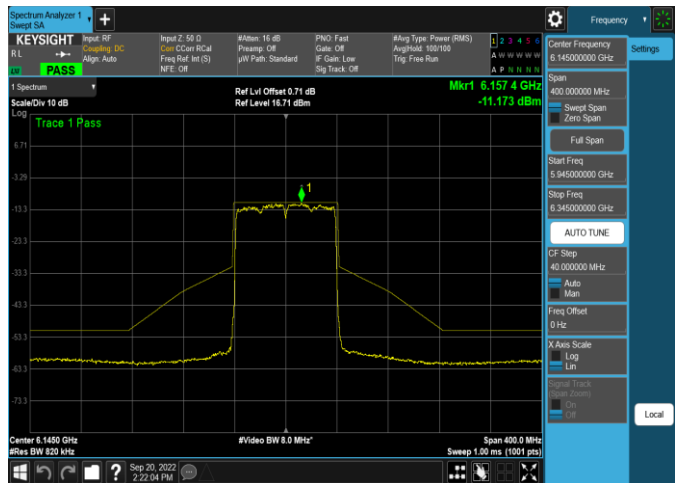 Spectrum Analyzer 1
Swept SA
Frequency
KEYSIGHT
RL
PASS
Input: RF
Coupling: DC
Align: Auto
Input Z: 50 Ω
Corr CCorr RCal
Freq Ref: Int (S)
NFE: Off
#Atten: 16 dB
Preamp: Off
µW Path: Standard
PNO: Fast
Gate: Off
IF Gain: Low
Sig Track: Off
#Avg Type: Power (RMS)
Avg|Hold: 100/100
Trig: Free Run
1 2 3 4 5 6
A W W W W W
A P N N N N
1 Spectrum
Scale/Div 10 dB
Log
Ref Lvl Offset 0.71 dB
Ref Level 16.71 dBm
Mkr1 6.157 4 GHz
-11.173 dBm
Trace 1 Pass
1
6.71
-3.29
-13.3
-23.3
-33.3
-43.3
-53.3
-63.3
-73.3
Center 6.1450 GHz
#Res BW 820 kHz
#Video BW 8.0 MHz*
Span 400.0 MHz
Sweep 1.00 ms (1001 pts)
Sep 20, 2022
2:22:04 PM
Center Frequency
6.145000000 GHz
Settings
Span
400.000000 MHz
Swept Span
Zero Span
Full Span
Start Freq
5.945000000 GHz
Stop Freq
6.345000000 GHz
AUTO TUNE
CF Step
40.000000 MHz
Auto
Man
Freq Offset
0 Hz
X Axis Scale
Log
Lin
Signal Track
(Span Zoom)
On
Off
Local